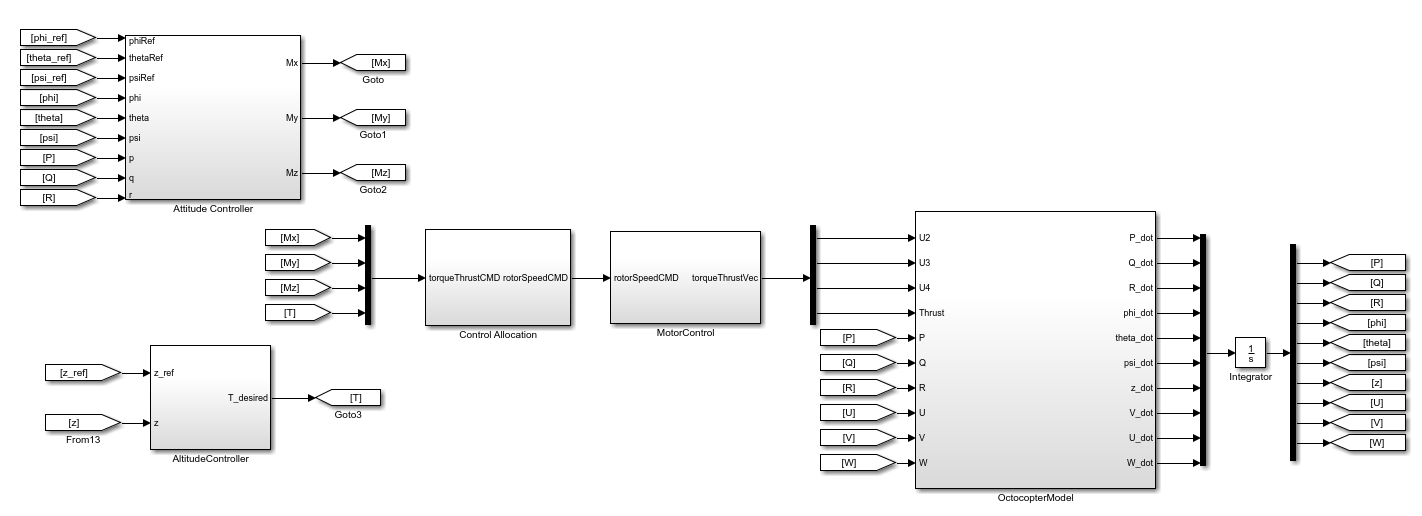 [phi_ref]
[theta_ref]
[psi_ref]
[phi]
[theta]
[psi]
[P]
[Q]
[R]
phiRef
thetaRef
psiRef
phi
theta
psi
p
q
r
Mx
My
Mz
Attitude Controller
[Mx]
Goto
[My]
Goto1
[Mz]
Goto2
[Mx]
[My]
[Mz]
[T]
torqueThrustCMD rotorSpeedCMD
Control Allocation
rotorSpeedCMD torqueThrustVec
MotorControl
[z_ref]
[z]
From13
z_ref
z
T_desired
AltitudeController
[T]
Goto3
[P]
[Q]
[R]
[U]
[V]
[W]
U2
U3
U4
Thrust
P
Q
R
U
V
W
P_dot
Q_dot
R_dot
phi_dot
theta_dot
psi_dot
z_dot
V_dot
U_dot
W_dot
OctocopterModel
1
s
Integrator
[P]
[Q]
[R]
[phi]
[theta]
[psi]
[z]
[U]
[V]
[W]